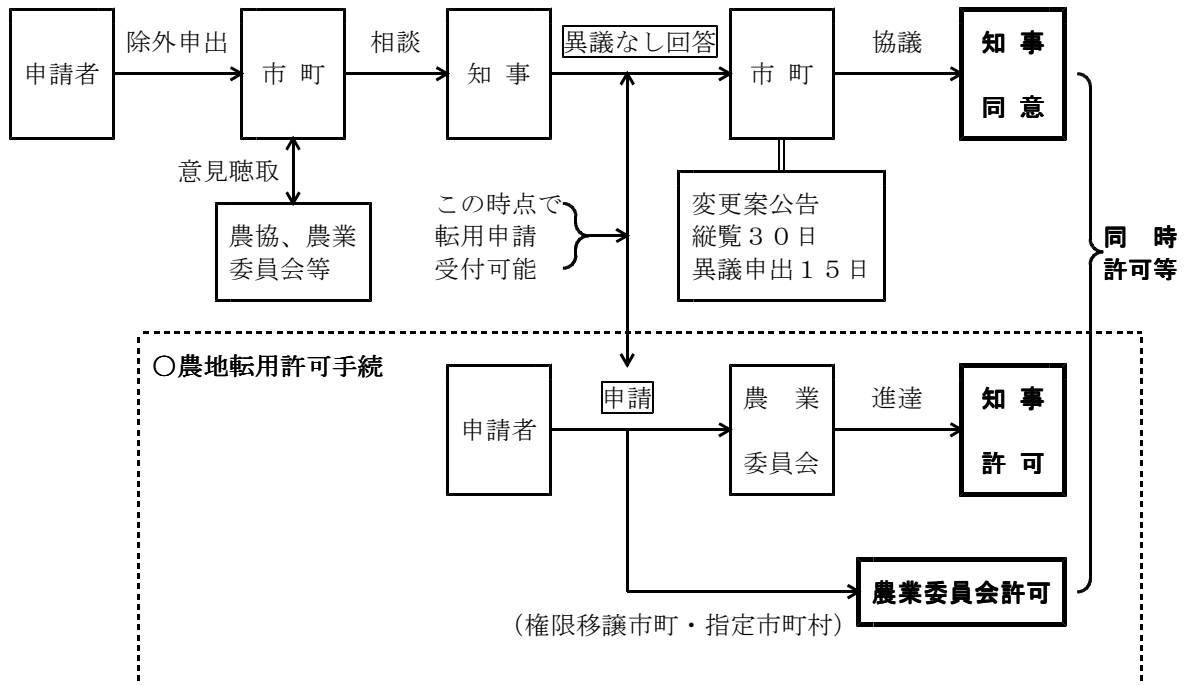 除外申出
相談
異議なし回答
協議
申請者
市 町
知 事
市 町
知 事
同 意
意見聴取
農協、農業
委員会等
この時点で
転用申請
受付可能
変更案公告
縦覧30日
異議申出15日
同 時
許可等
〇農地転用許可手続
申請者
申請
農 業
委員会
進達
知 事
許 可
農業委員会許可
（権限移譲市町・指定市町村）